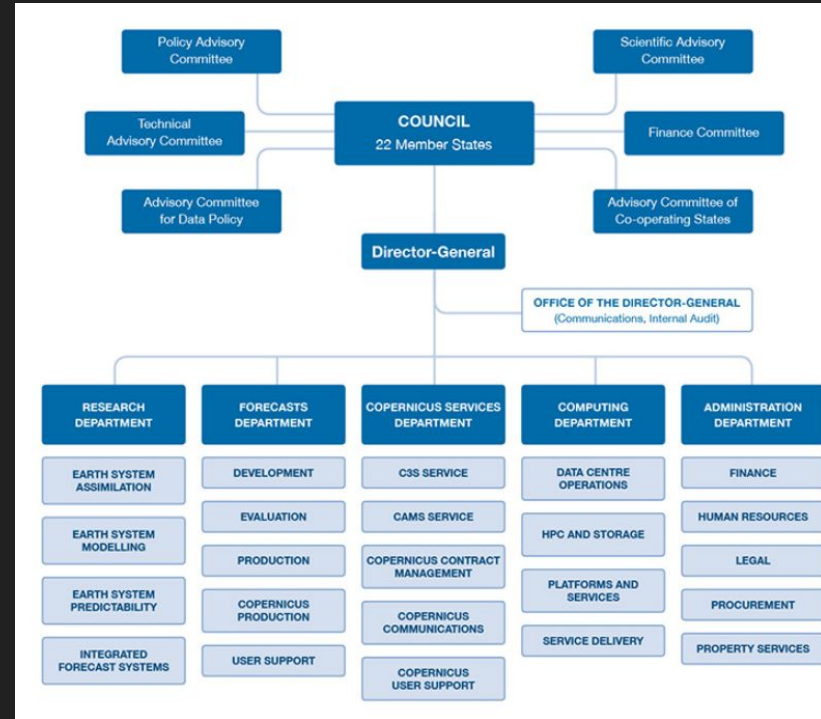 Policy Advisory
Committee
Scientific Advisory
Committee
Technical
Advisory Committee
COUNCIL
22 Member States
Finance Committee
Advisory Committee
for Data Policy
Advisory Committee of
Co-operating States
Director-General
OFFICE OF THE DIRECTOR-GENERAL
(Communications, Internal Audit)
RESEARCH
DEPARTMENT
EARTH SYSTEM
ASSIMILATION
EARTH SYSTEM
MODELLING
EARTH SYSTEM
PREDICTABILITY
INTEGRATED
FORECAST SYSTEMS
FORECASTS
DEPARTMENT
DEVELOPMENT
EVALUATION
PRODUCTION
COPERNICUS
PRODUCTION
USER SUPPORT
COPERNICUS SERVICES
DEPARTMENT
C3S SERVICE
CAMS SERVICE
COPERNICUS CONTRACT
MANAGEMENT
COPERNICUS
COMMUNICATIONS
COPERNICUS
USER SUPPORT
COMPUTING
DEPARTMENT
DATA CENTRE
OPERATIONS
HPC AND STORAGE
PLATFORMS AND
SERVICES
SERVICE DELIVERY
ADMINISTRATION
DEPARTMENT
FINANCE
HUMAN RESOURCES
LEGAL
PROCUREMENT
PROPERTY SERVICES